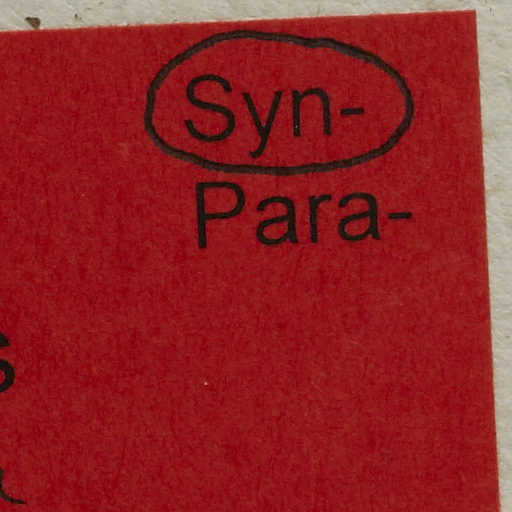 Syn-
Para-
s